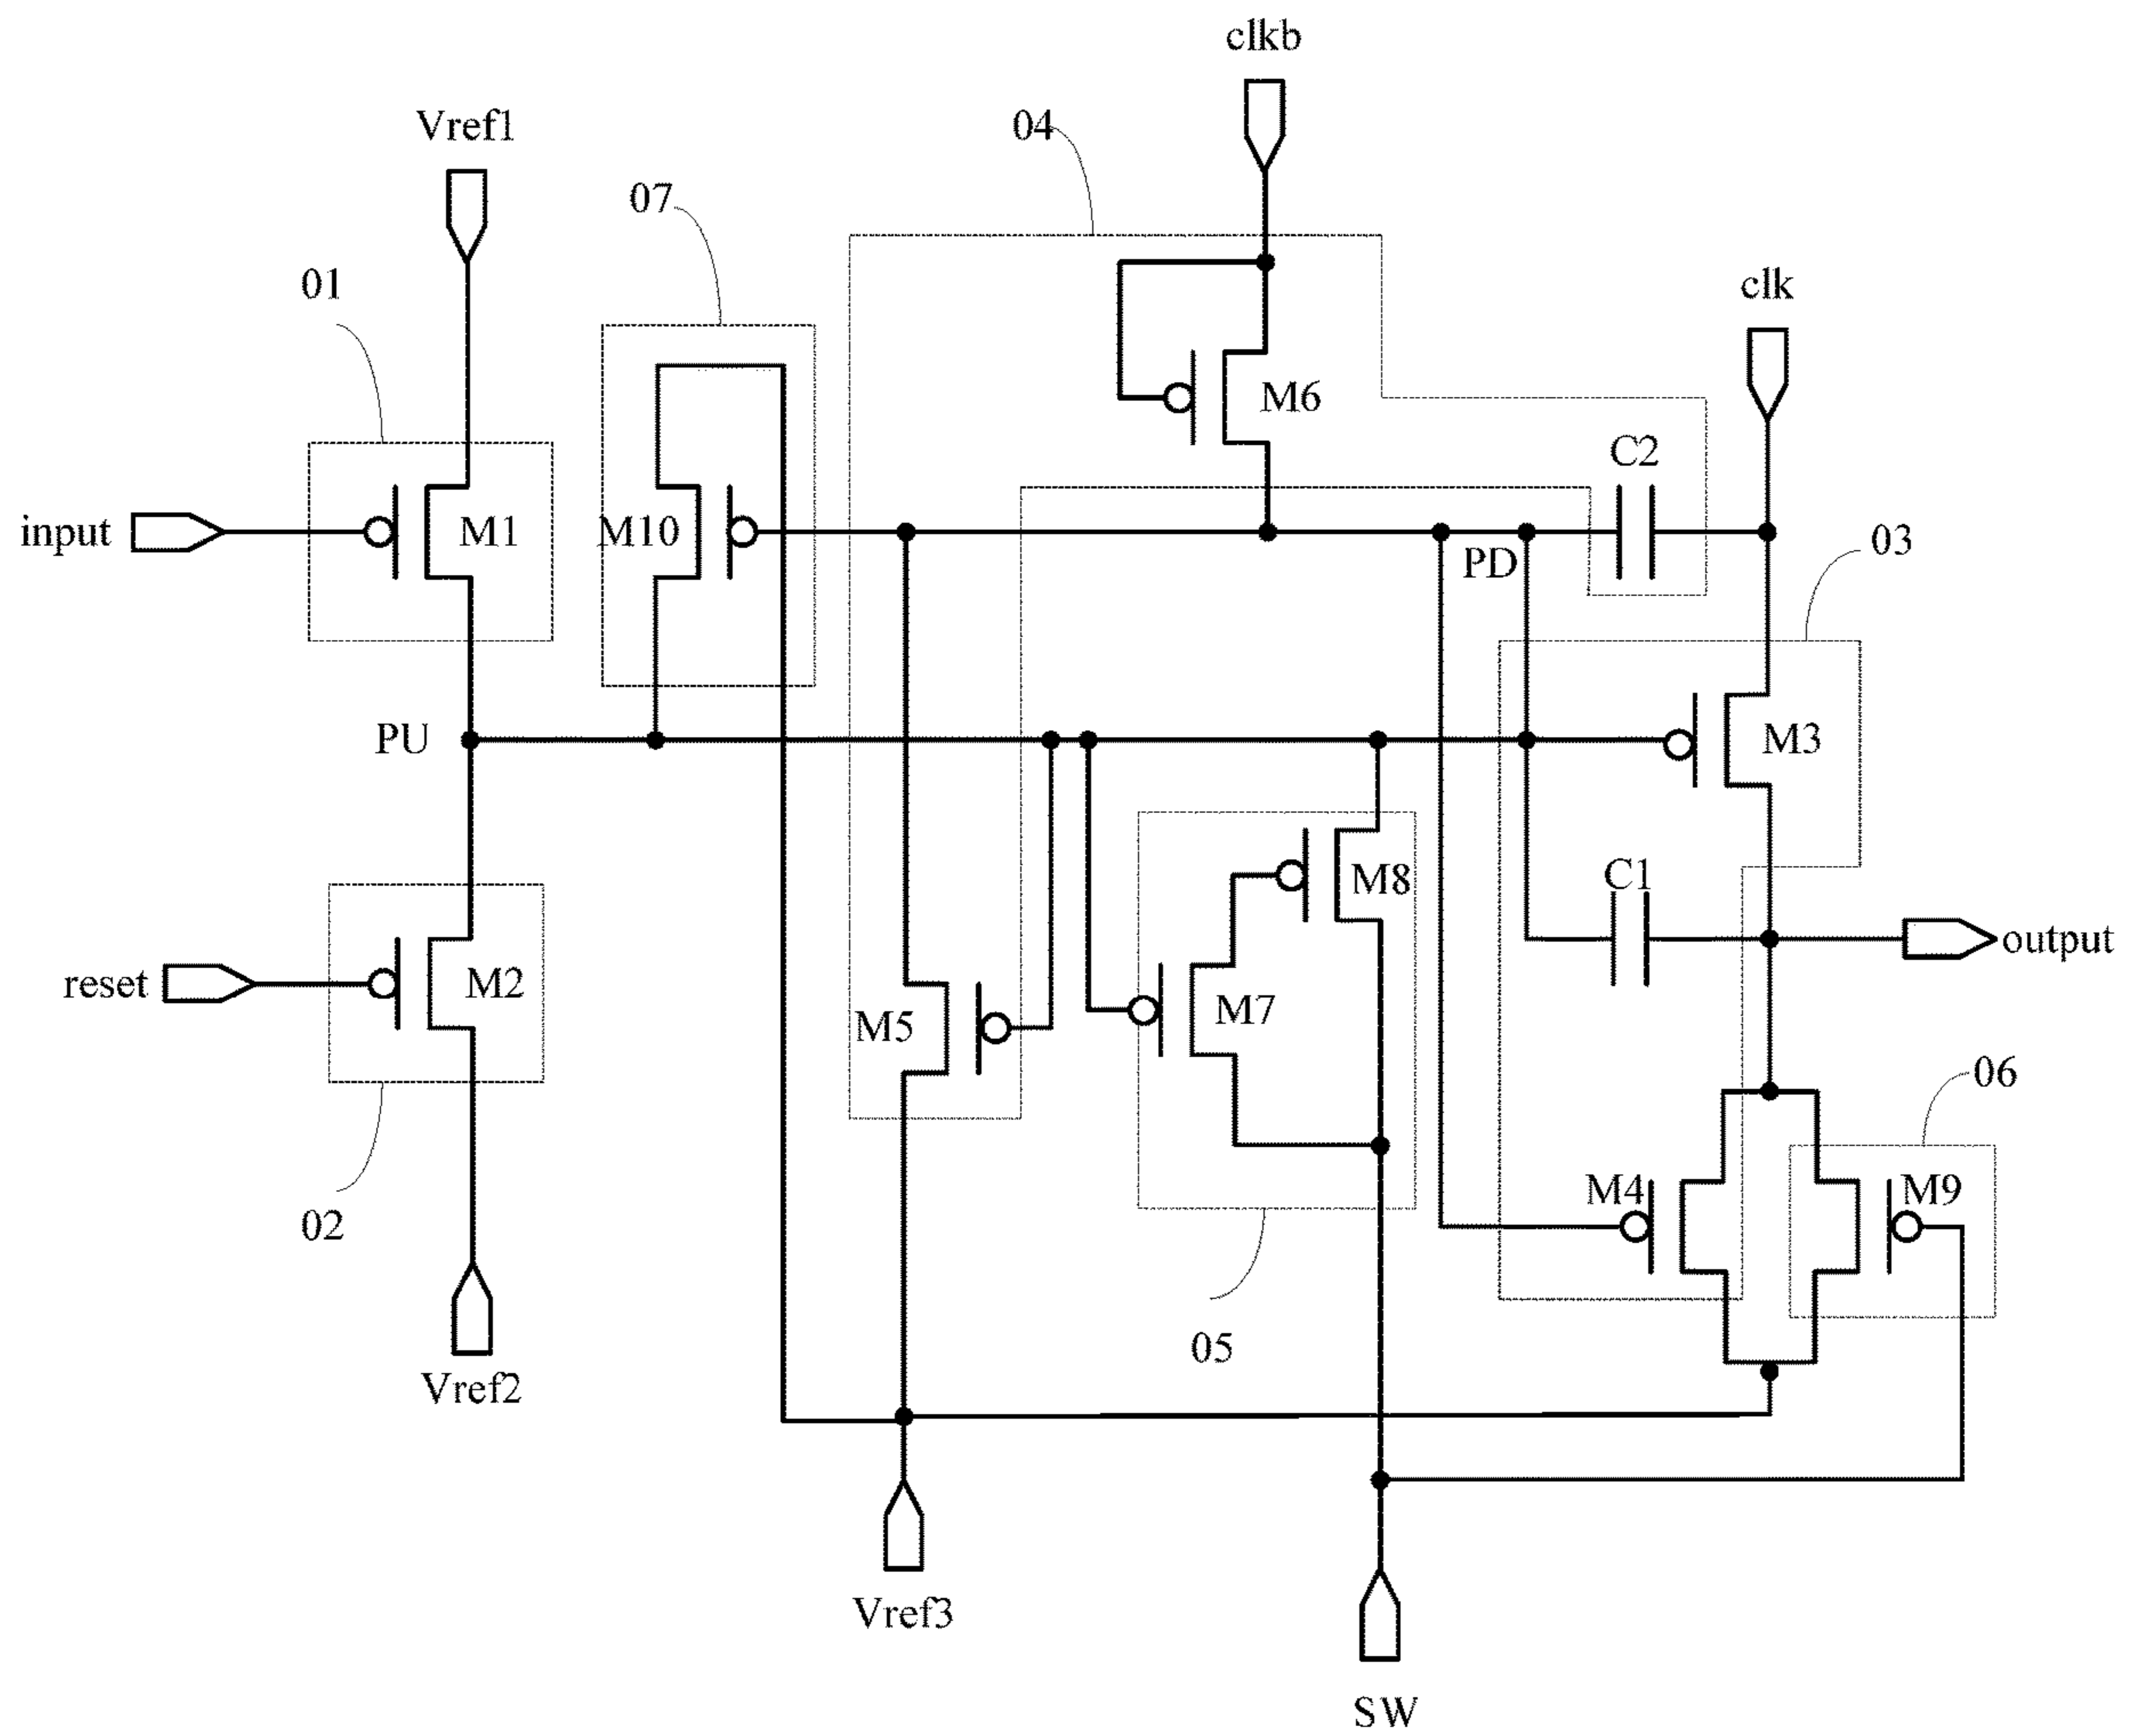 clkb
Vref1
04
07
clk
01
M6
C2
input
M1
M10
PD
03
PU
M3
M8
C1
output
reset
M2
M7
M5
06
M4
M9
02
05
Vref2
Vref3
SW